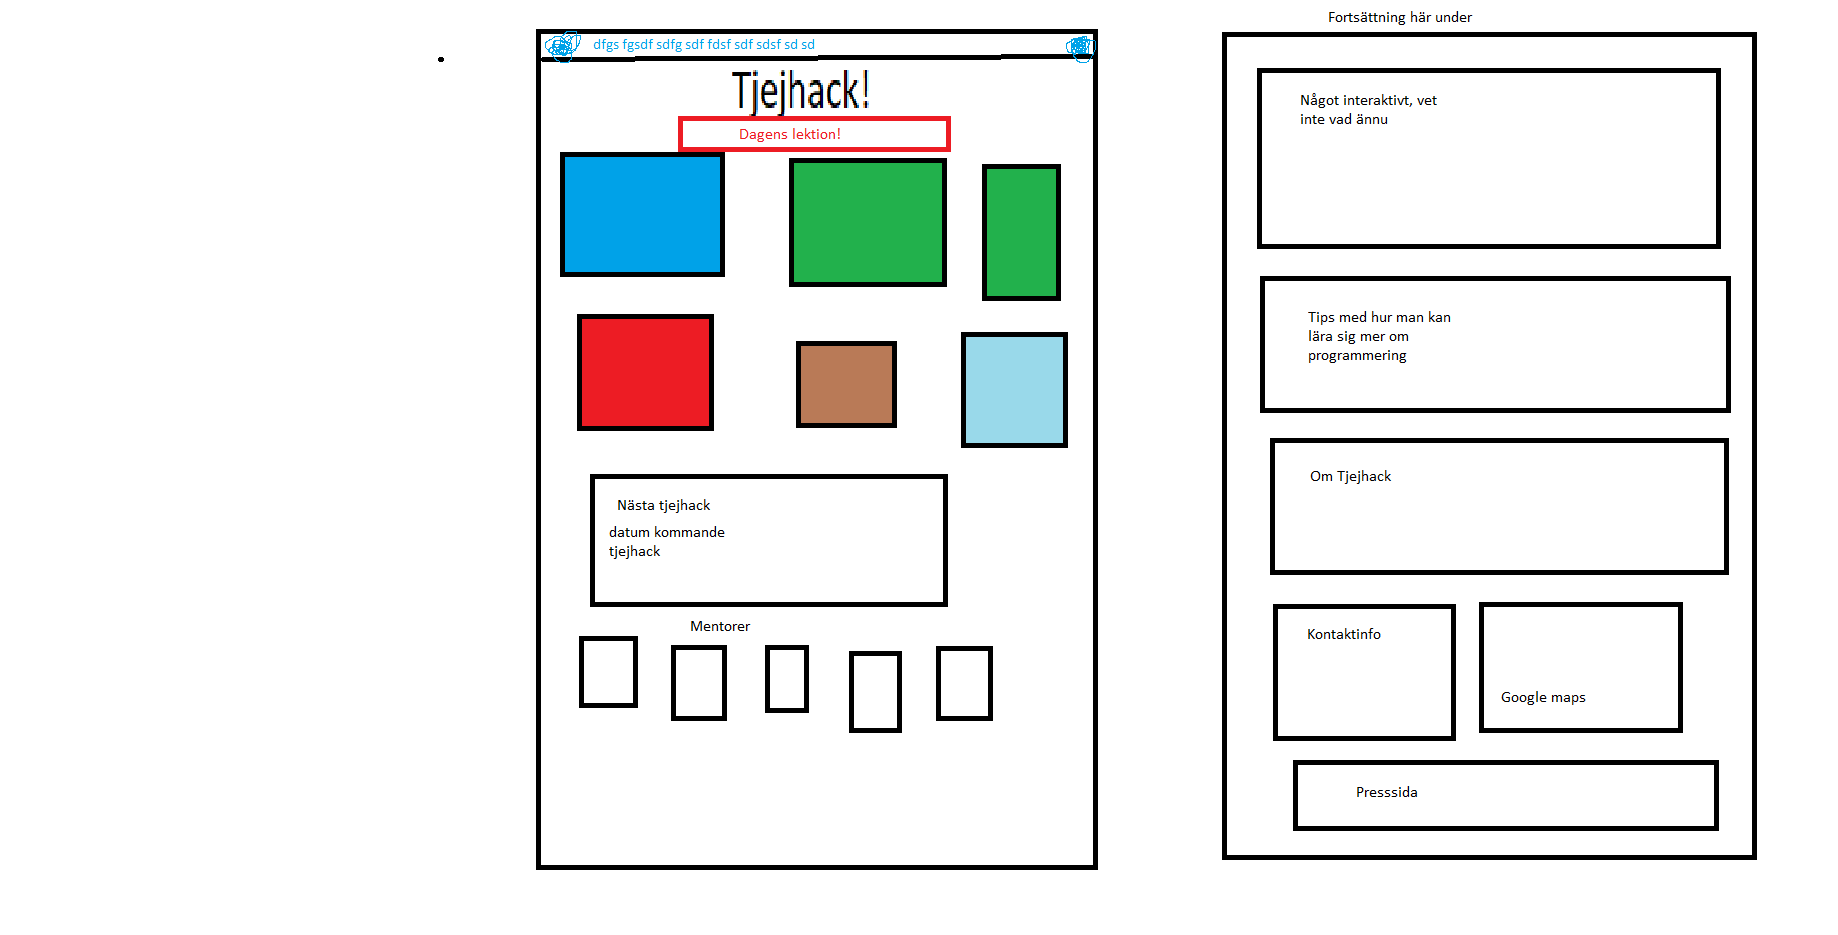 Fortsättning här under
dfgs fgsdf sdfg sdf fdsf sdf sdsf sd sd
Tjejhack!
Dagens lektion!
Nästa tjejhack
datum kommande
tjejhack
Mentorer
Något interaktivt, vet
inte vad ännu
Tips med hur man kan
lära sig mer om
programmering
Om Tjejhack
Kontaktinfo
Google maps
Presssida